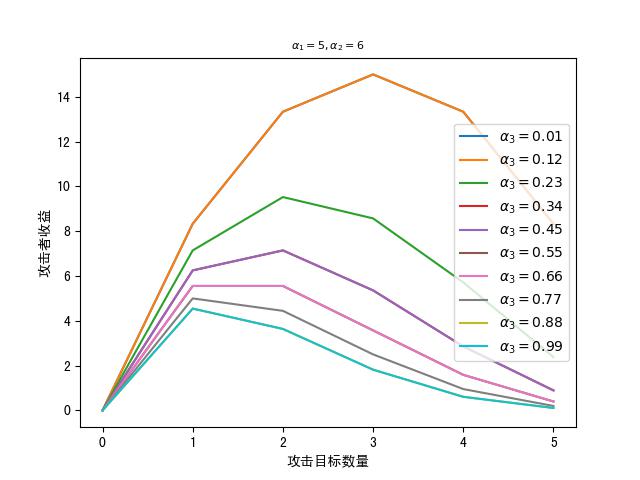 α₁ = 5, α₂ = 6
攻击者收益
14
12
10
8
6
4
2
0
0 1 2 3 4 5
攻击目标数量
α₃ = 0.01
α₃ = 0.12
α₃ = 0.23
α₃ = 0.34
α₃ = 0.45
α₃ = 0.55
α₃ = 0.66
α₃ = 0.77
α₃ = 0.88
α₃ = 0.99